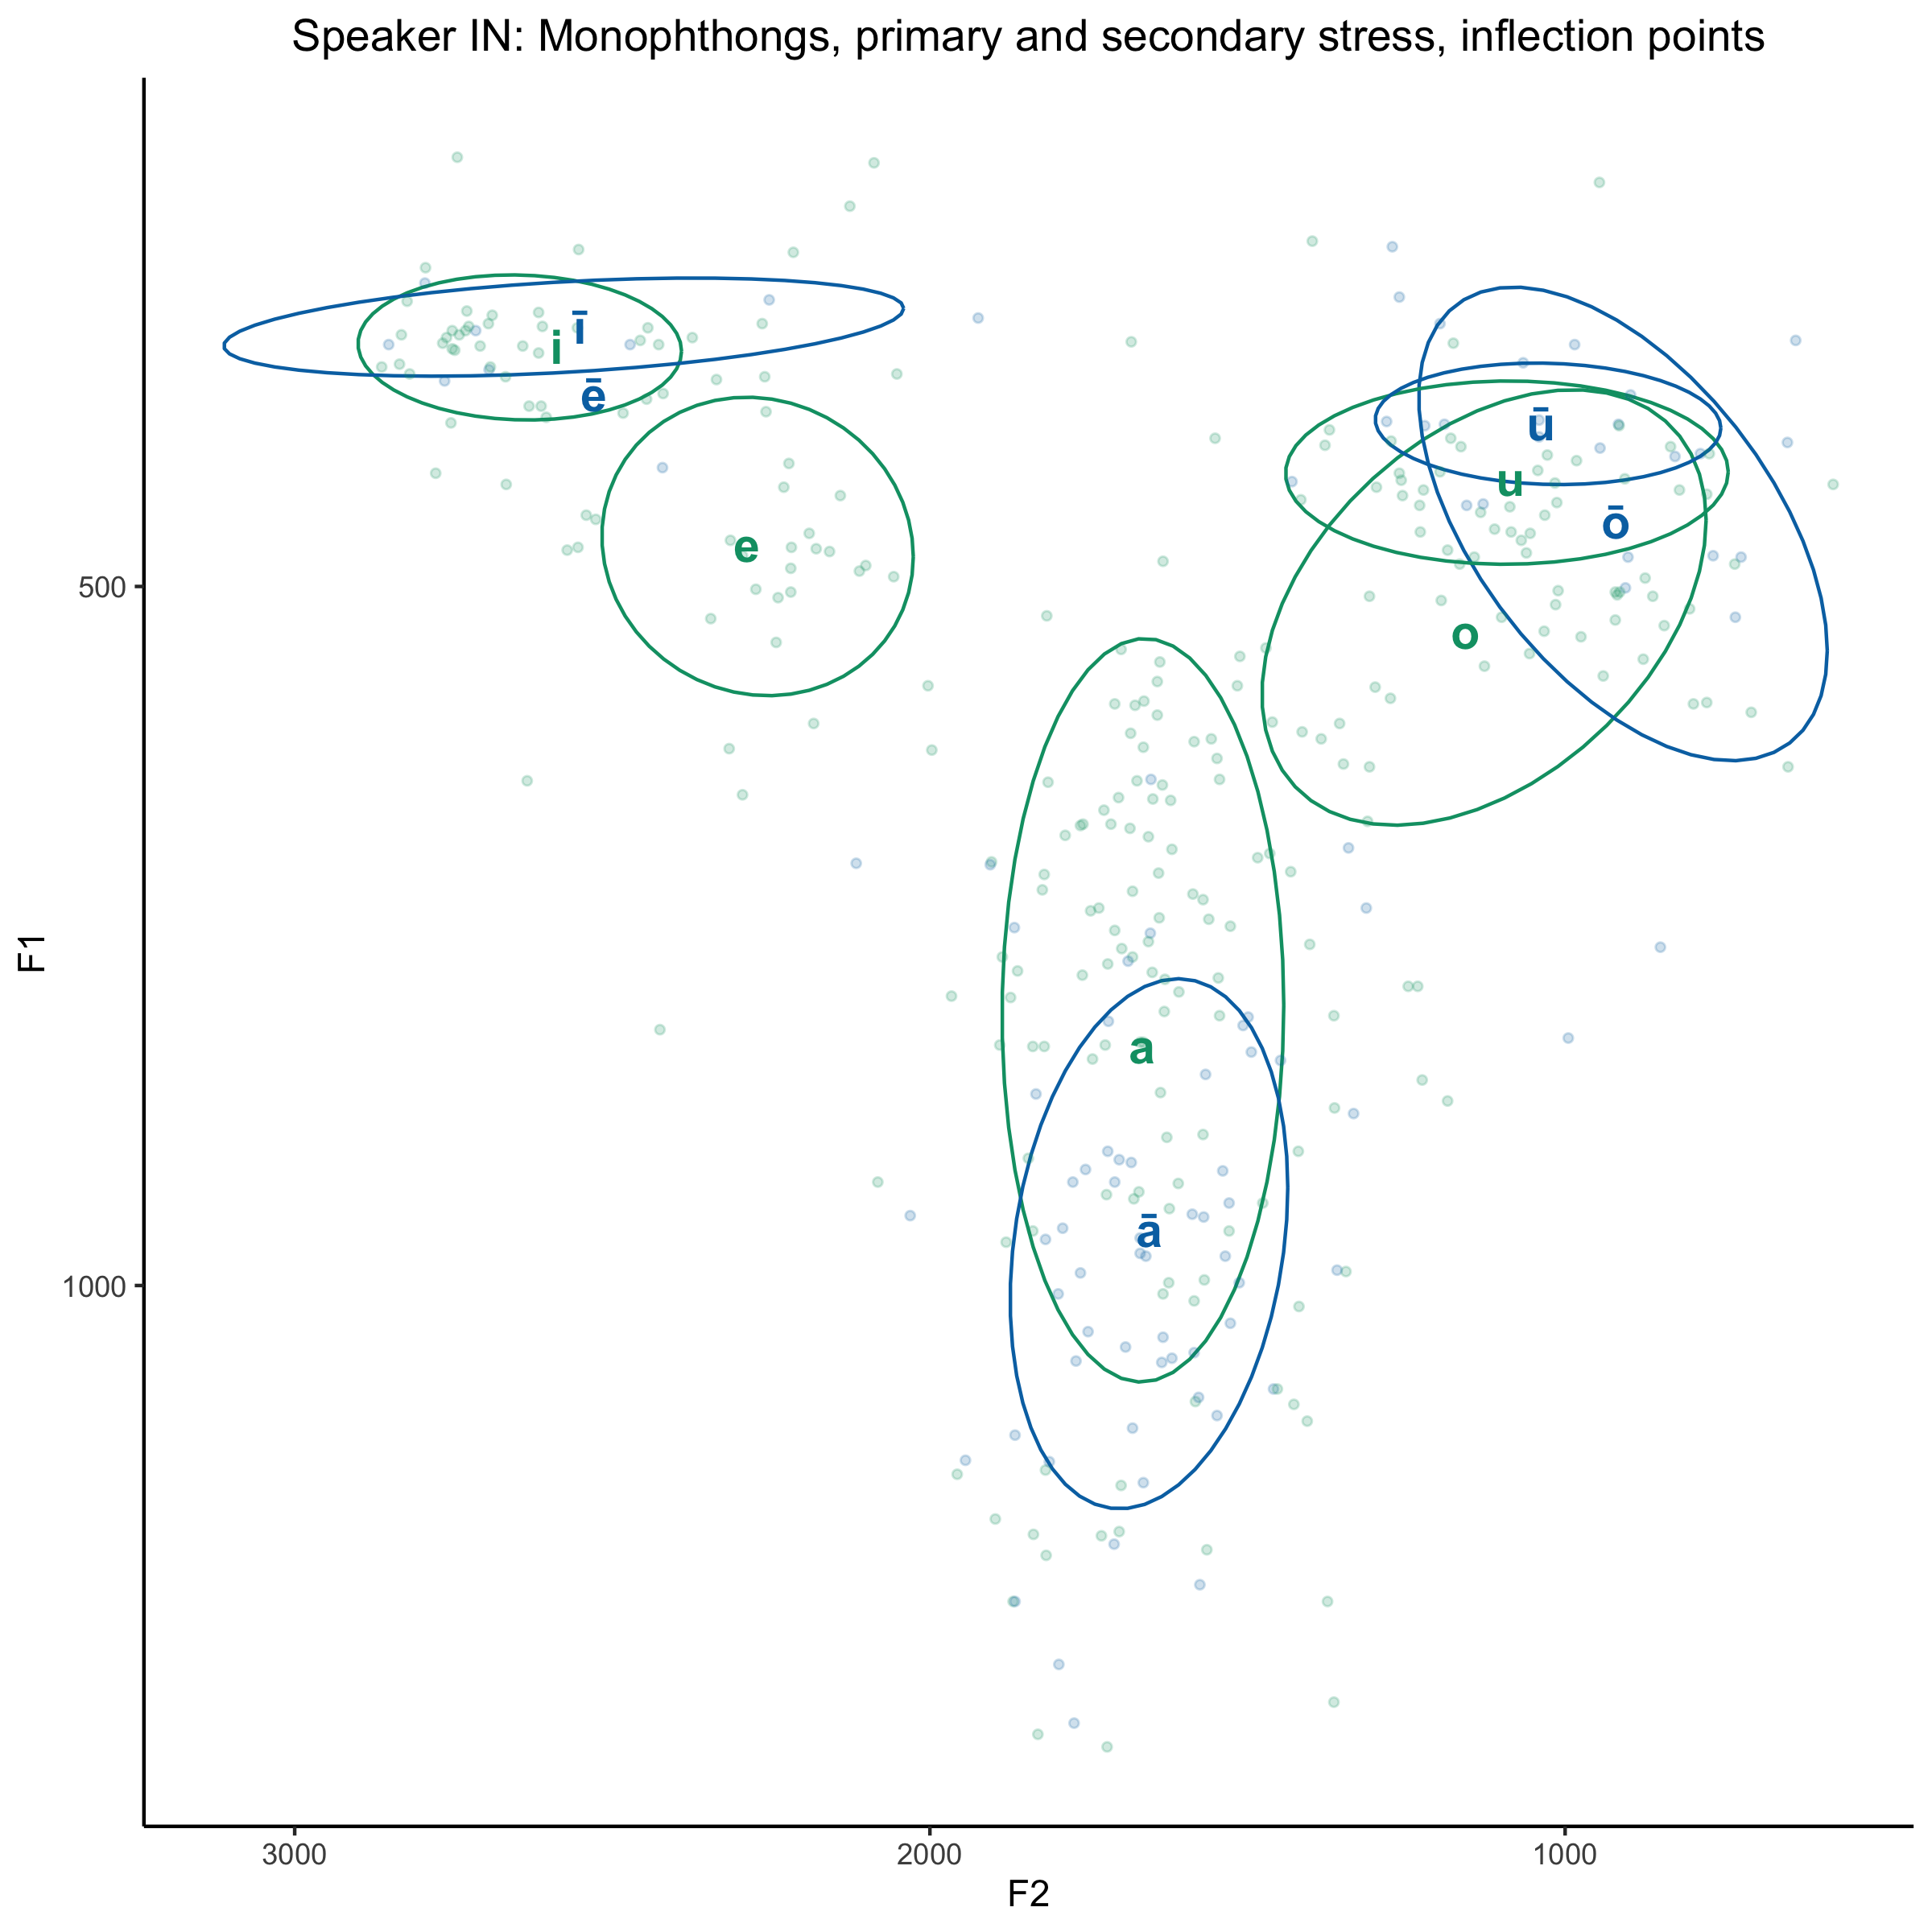 Speaker IN: Monophthongs, primary and secondary stress, inflection points
ī
i
ē
ū
u
ō
e
o
a
ā
500
1000
F1
3000
2000
1000
F2